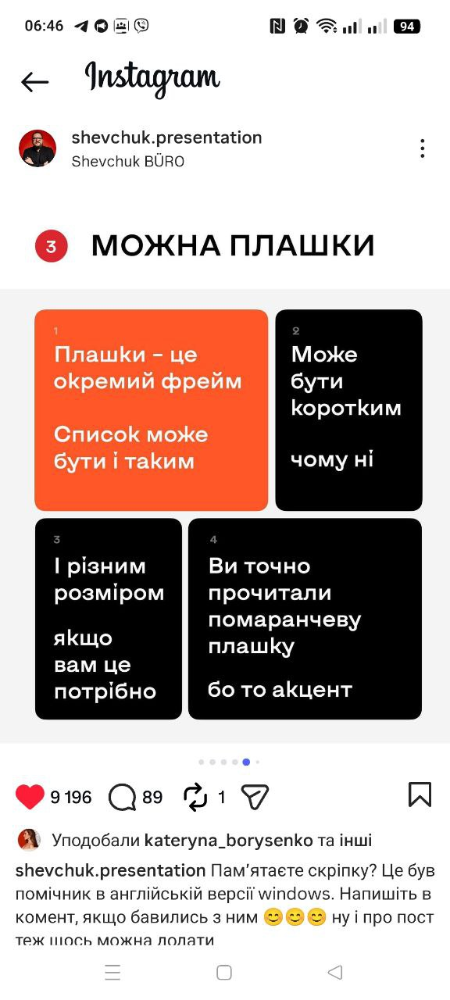 06:46
94
Instagram
shevchuk.presentation
Shevchuk BÜRO
3 МОЖНА ПЛАШКИ
1
Плашки – це
окремий фрейм
Список може
бути і таким
2
Може
бути
коротким
чому ні
3
І різним
розміром
якщо
вам це
потрібно
4
Ви точно
прочитали
помаранчеву
плашку
бо то акцент
9 196 89 1
Уподобали kateryna_borysenko та інші
shevchuk.presentation Пам’ятаєте скріпку? Це був
помічник в англійській версії windows. Напишіть в
комент, якщо бавились з ним 😊😊😊 ну і про пост
теж щось можна додати